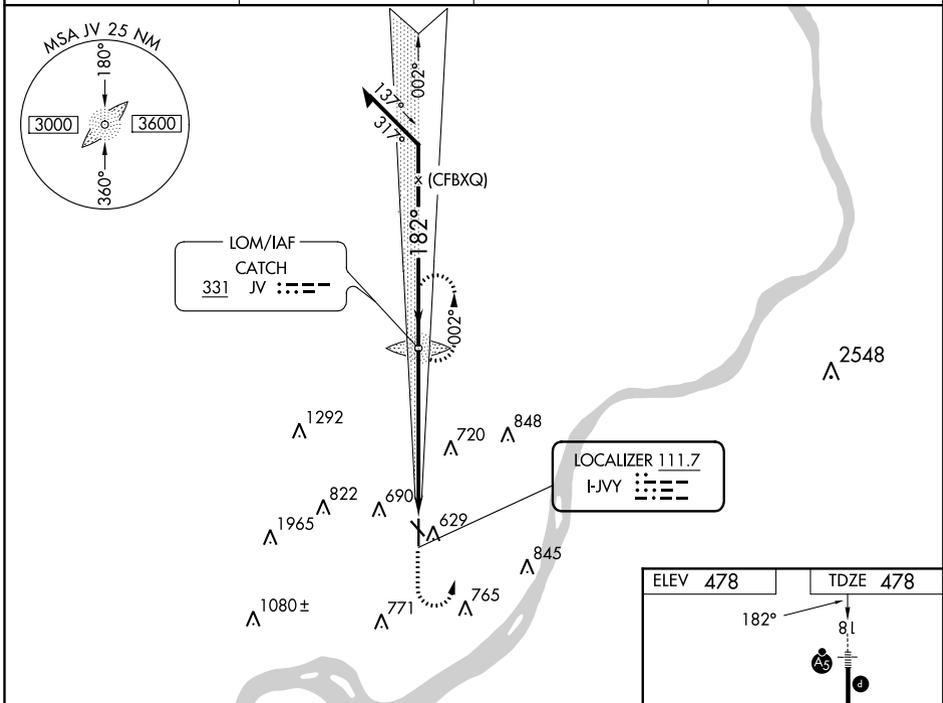 MSA JV 25 NM
180°
3000
3600
360°
002°
137°
317°
(CFBXQ)
182°
LOM/IAF
CATCH
331 JV
002°
2548
1292
720
848
LOCALIZER 111.7
I-JVY
822
690
629
1965
845
1080 ±
771
765
ELEV 478
TDZE 478
182°
18
A5
P